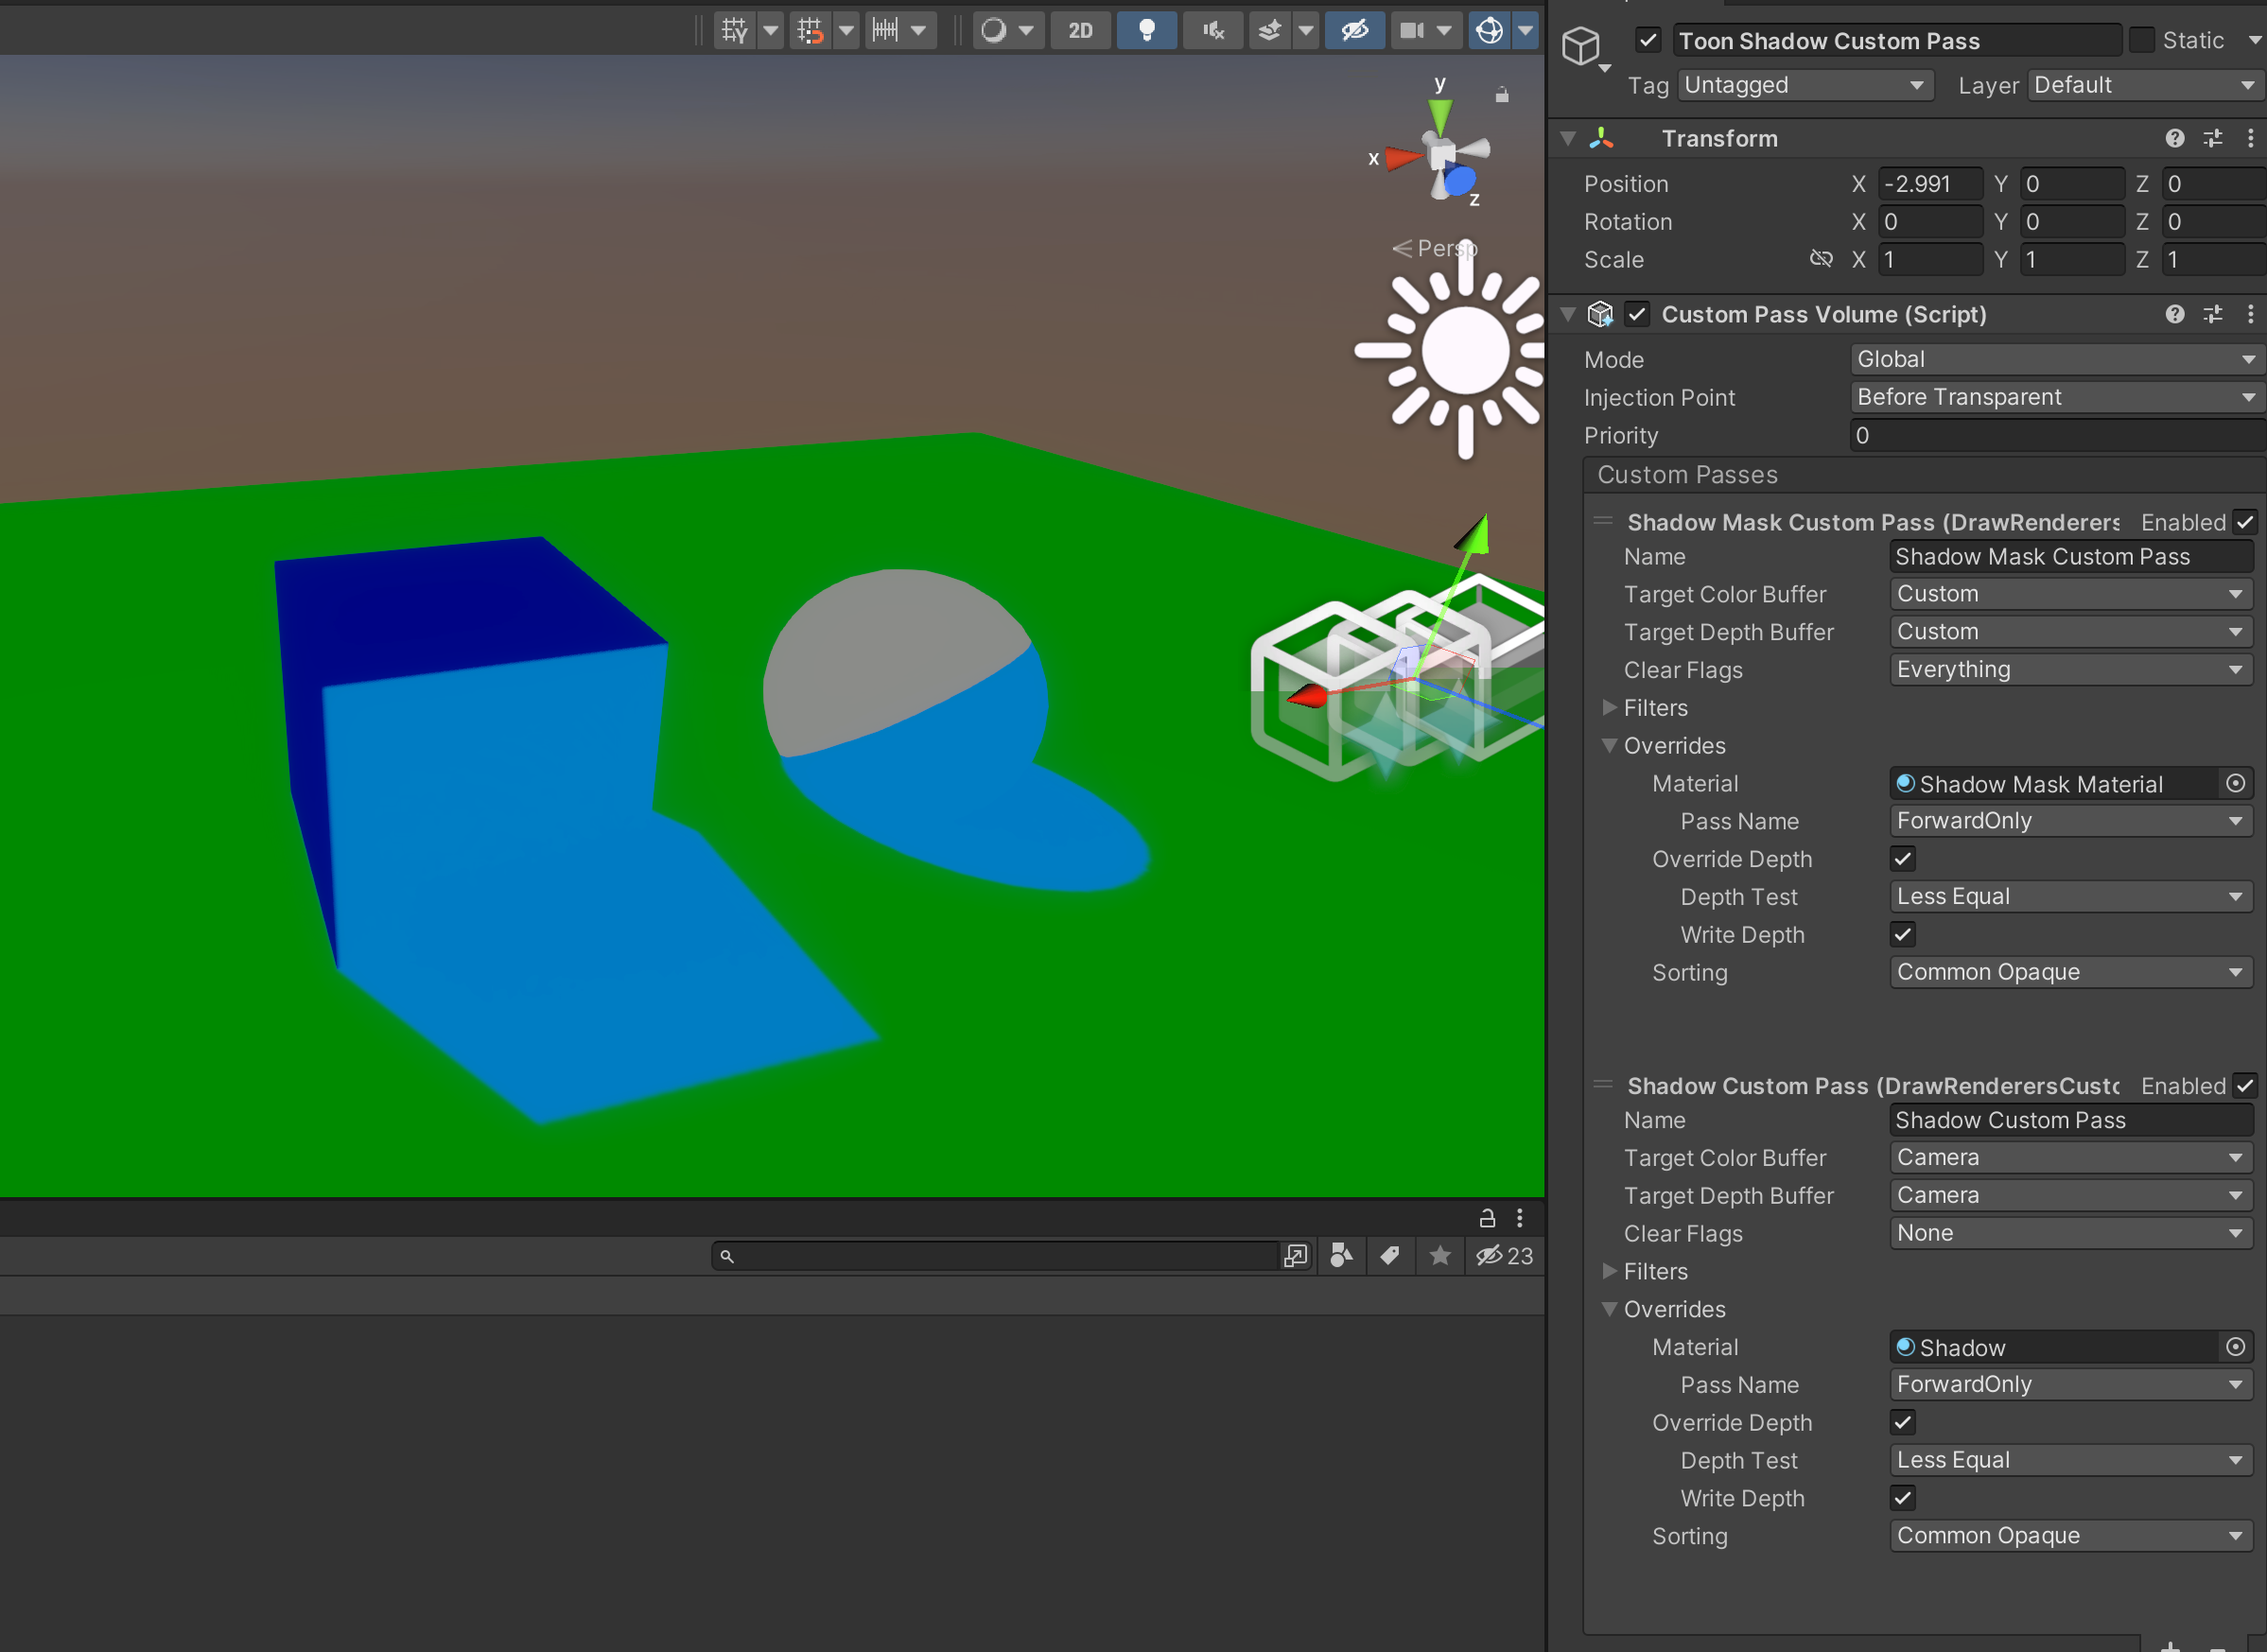 2D
Toon Shadow Custom Pass
Static
Tag
Untagged
Layer
Default
y
x
z
Persp
Transform
Position
X
-2.991
Y
0
Z
0
Rotation
X
0
Y
0
Z
0
Scale
X
1
Y
1
Z
1
Custom Pass Volume (Script)
Mode
Global
Injection Point
Before Transparent
Priority
0
Custom Passes
Shadow Mask Custom Pass (DrawRenderers
Enabled
Name
Shadow Mask Custom Pass
Target Color Buffer
Custom
Target Depth Buffer
Custom
Clear Flags
Everything
Filters
Overrides
Material
Shadow Mask Material
Pass Name
ForwardOnly
Override Depth
Depth Test
Less Equal
Write Depth
Sorting
Common Opaque
Shadow Custom Pass (DrawRenderersCusto
Enabled
Name
Shadow Custom Pass
Target Color Buffer
Camera
Target Depth Buffer
Camera
Clear Flags
None
Filters
Overrides
Material
Shadow
Pass Name
ForwardOnly
Override Depth
Depth Test
Less Equal
Write Depth
Sorting
Common Opaque
23